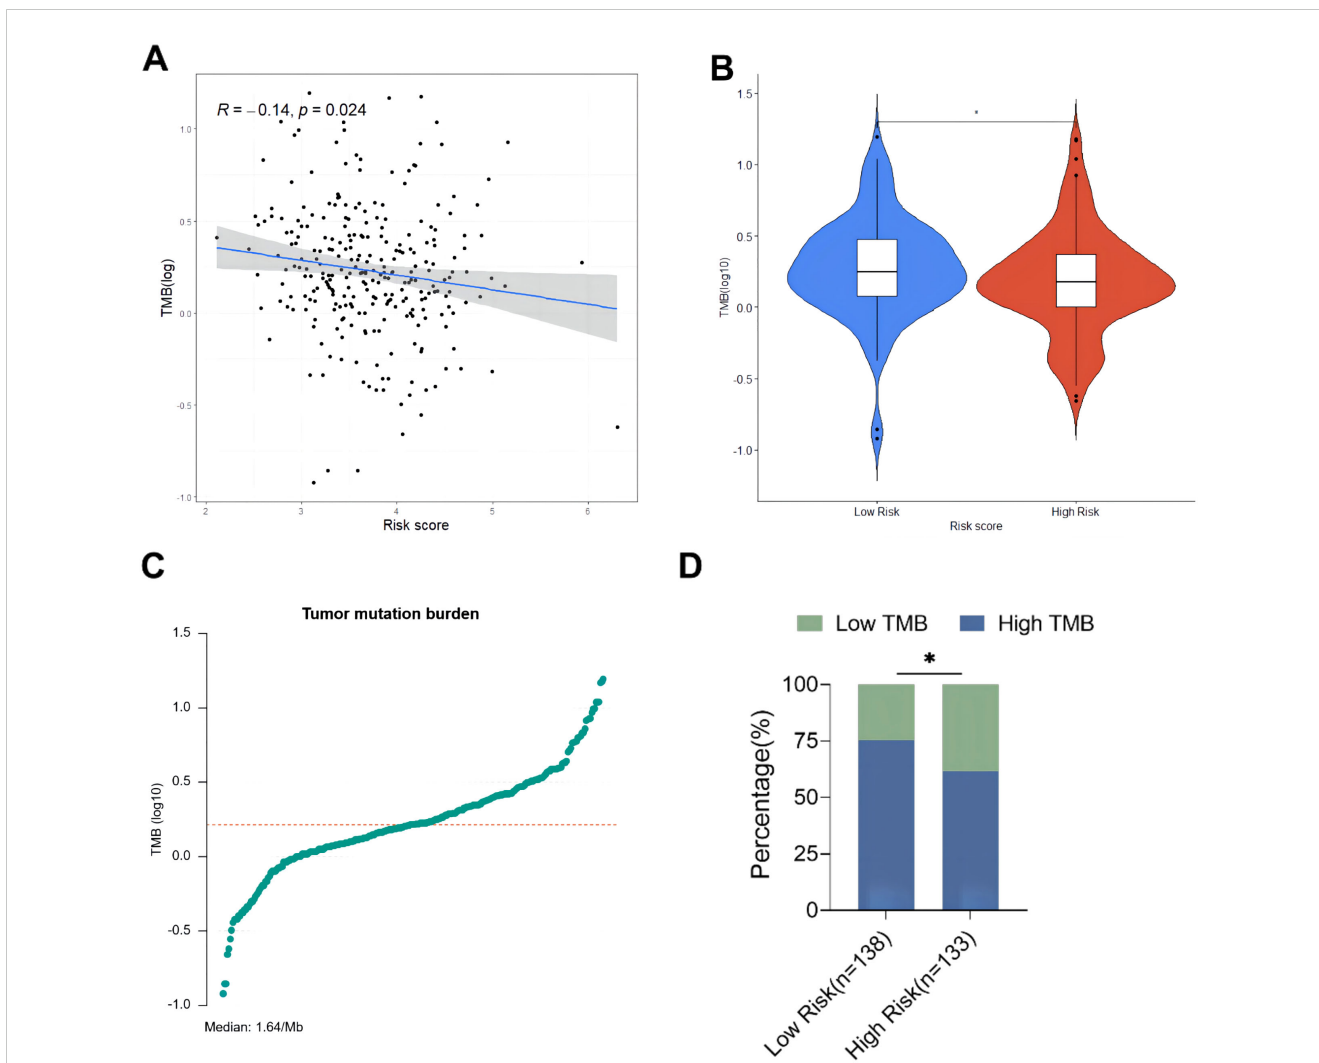 A
R = −0.14, p = 0.024
1.0
0.5
0.0
-0.5
-1.0
TMB(log)
2
3
4
5
6
Risk score
B
*
1.5
1.0
0.5
0.0
-0.5
-1.0
TMB(log10)
Low Risk
High Risk
Risk score
C
Tumor mutation burden
1.5
1.0
0.5
0.0
-0.5
-1.0
TMB (log10)
Median: 1.64/Mb
D
Low TMB
High TMB
*
100
75
50
25
0
Percentage(%)
Low Risk(n=138)
High Risk(n=133)